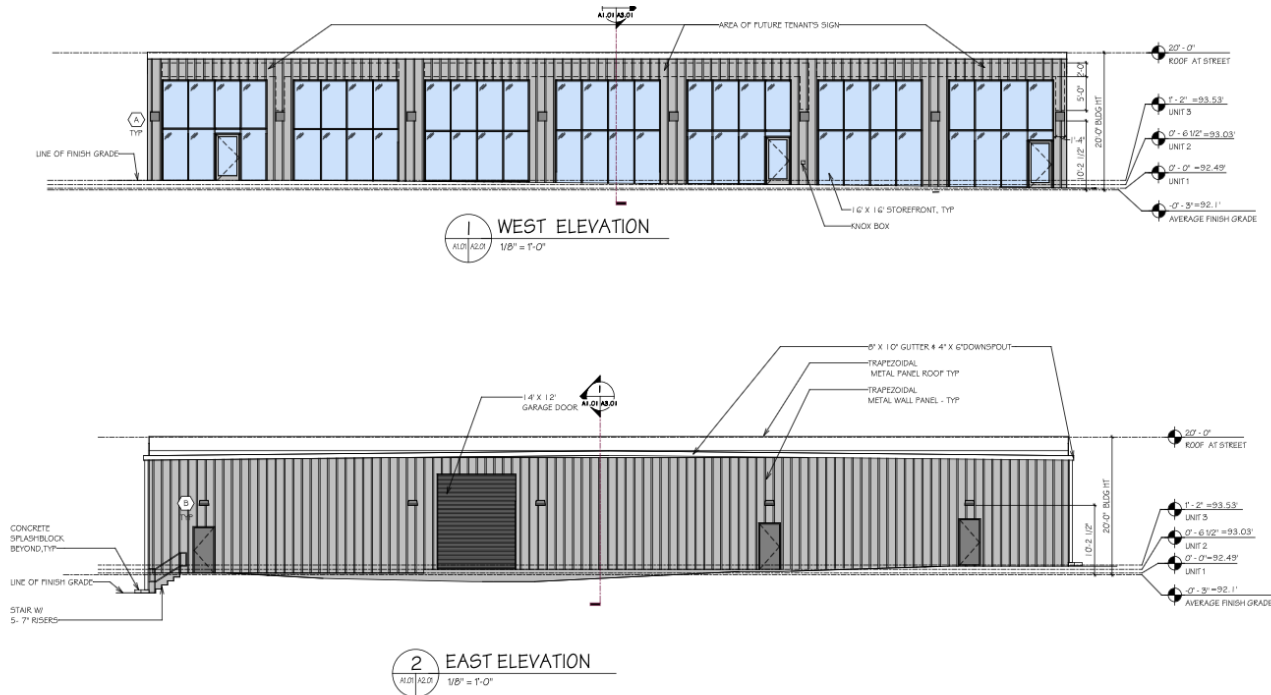 A1.01 A3.01
AREA OF FUTURE TENANT'S SIGN
20'-0"
ROOF AT STREET
2'-0"
5'-0"
20'-0" BLDG HT
1'-4"
10'-2 1/2"
A
TYP
LINE OF FINISH GRADE
1'-2" =93.53'
UNIT 3
0'-6 1/2" =93.03'
UNIT 2
0'-0" =92.49'
UNIT 1
-0'-3" =92.1'
AVERAGE FINISH GRADE
16' X 16' STOREFRONT, TYP
KNOX BOX
1
A1.01 A2.01
WEST ELEVATION
1/8" = 1'-0"
8" X 10" GUTTER & 4" X 6" DOWNSPOUT
TRAPEZOIDAL
METAL PANEL ROOF TYP
TRAPEZOIDAL
METAL WALL PANEL - TYP
14' X 12'
GARAGE DOOR
1
A1.01 A3.01
20'-0"
ROOF AT STREET
B
TYP
10'-2 1/2"
20'-0" BLDG HT
CONCRETE
SPLASHBLOCK
BEYOND, TYP
LINE OF FINISH GRADE
STAIR W/
5- 7" RISERS
1'-2" =93.53'
UNIT 3
0'-6 1/2" =93.03'
UNIT 2
0'-0" =92.49'
UNIT 1
-0'-3" =92.1'
AVERAGE FINISH GRADE
2
A1.01 A2.01
EAST ELEVATION
1/8" = 1'-0"